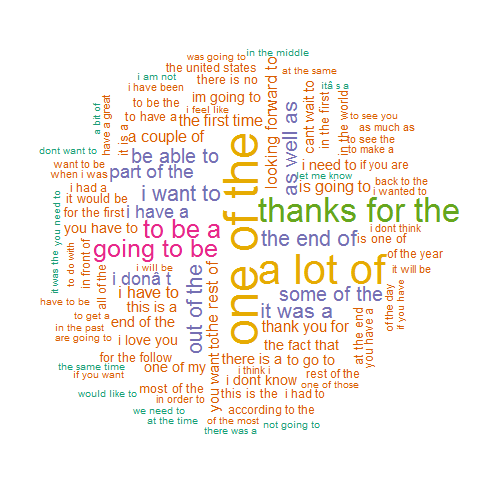 was going to
in the middle
the united states
at the same
i am not
there is no
i have been
im going to
looking forward to
i feel like
cant wait to
in the first
in the world
to be the
to have a
the first time
as well as
a bit of
have a great
it is a
a couple of
to see you
as much as
to see the
to make a
dont want to
be able to
one of the
i need to
if you are
want to be
part of the
let me know
when i was
is going to
back to the
i wanted to
i had a
i want to
it would be
for the first
i have a
thanks for the
you have to
to be a
the end of
i dont think
is one of
you need to
it was the
to do with
in front of
going to be
of the year
all of the
i will be
i donâ t
out of the
the rest of
a lot of
it will be
have to be
i have to
some of the
of the day
if you have
to get a
this is a
it was a
in the past
end of the
thank you for
at the end
you have a
are going to
i love you
the fact that
for the follow
you want to
there is a
to go to
the same time
if you want
one of my
i think i
i dont know
rest of the
one of those
would like to
most of the
in order to
this is the
i had to
we need to
at the time
of the most
according to the
there was a
not going to
itâ s a